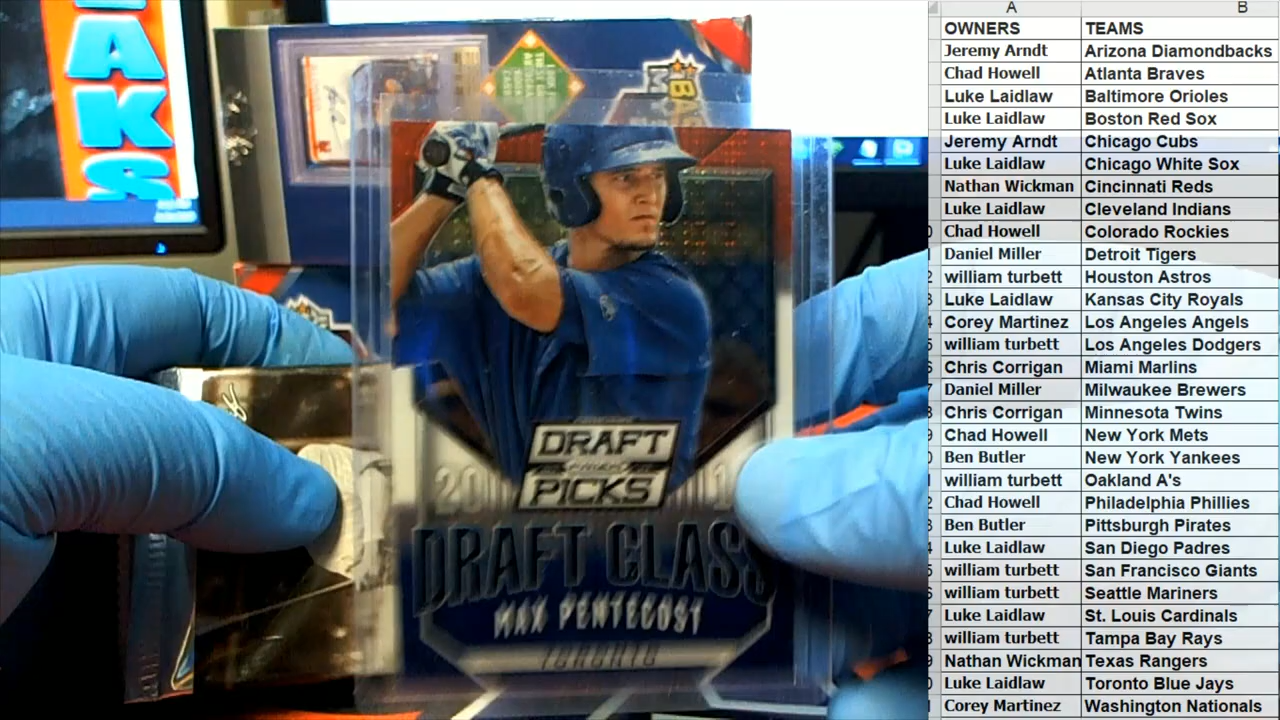 AKS
B
DRAFT
PICKS
20
DRAFT CLASS
MAX PENTECOST
TORONTO
A B
OWNERS TEAMS
Jeremy Arndt Arizona Diamondbacks
Chad Howell Atlanta Braves
Luke Laidlaw Baltimore Orioles
Luke Laidlaw Boston Red Sox
Jeremy Arndt Chicago Cubs
Luke Laidlaw Chicago White Sox
Nathan Wickman Cincinnati Reds
Luke Laidlaw Cleveland Indians
Chad Howell Colorado Rockies
Daniel Miller Detroit Tigers
william turbett Houston Astros
Luke Laidlaw Kansas City Royals
Corey Martinez Los Angeles Angels
william turbett Los Angeles Dodgers
Chris Corrigan Miami Marlins
Daniel Miller Milwaukee Brewers
Chris Corrigan Minnesota Twins
Chad Howell New York Mets
Ben Butler New York Yankees
william turbett Oakland A's
Chad Howell Philadelphia Phillies
Ben Butler Pittsburgh Pirates
Luke Laidlaw San Diego Padres
william turbett San Francisco Giants
william turbett Seattle Mariners
Luke Laidlaw St. Louis Cardinals
william turbett Tampa Bay Rays
Nathan Wickman Texas Rangers
Luke Laidlaw Toronto Blue Jays
Corey Martinez Washington Nationals